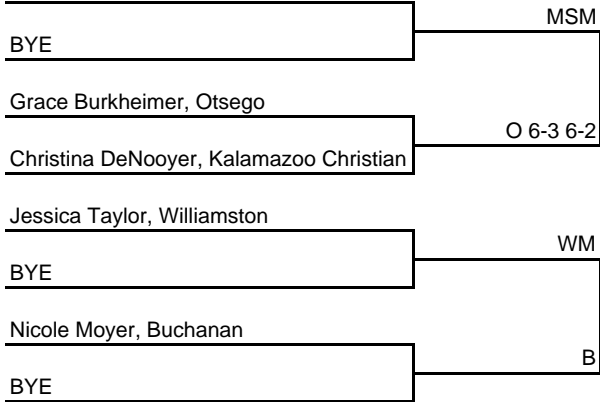 MSM
BYE
Grace Burkheimer, Otsego
O 6-3 6-2
Christina DeNooyer, Kalamazoo Christian
Jessica Taylor, Williamston
WM
BYE
Nicole Moyer, Buchanan
B
BYE